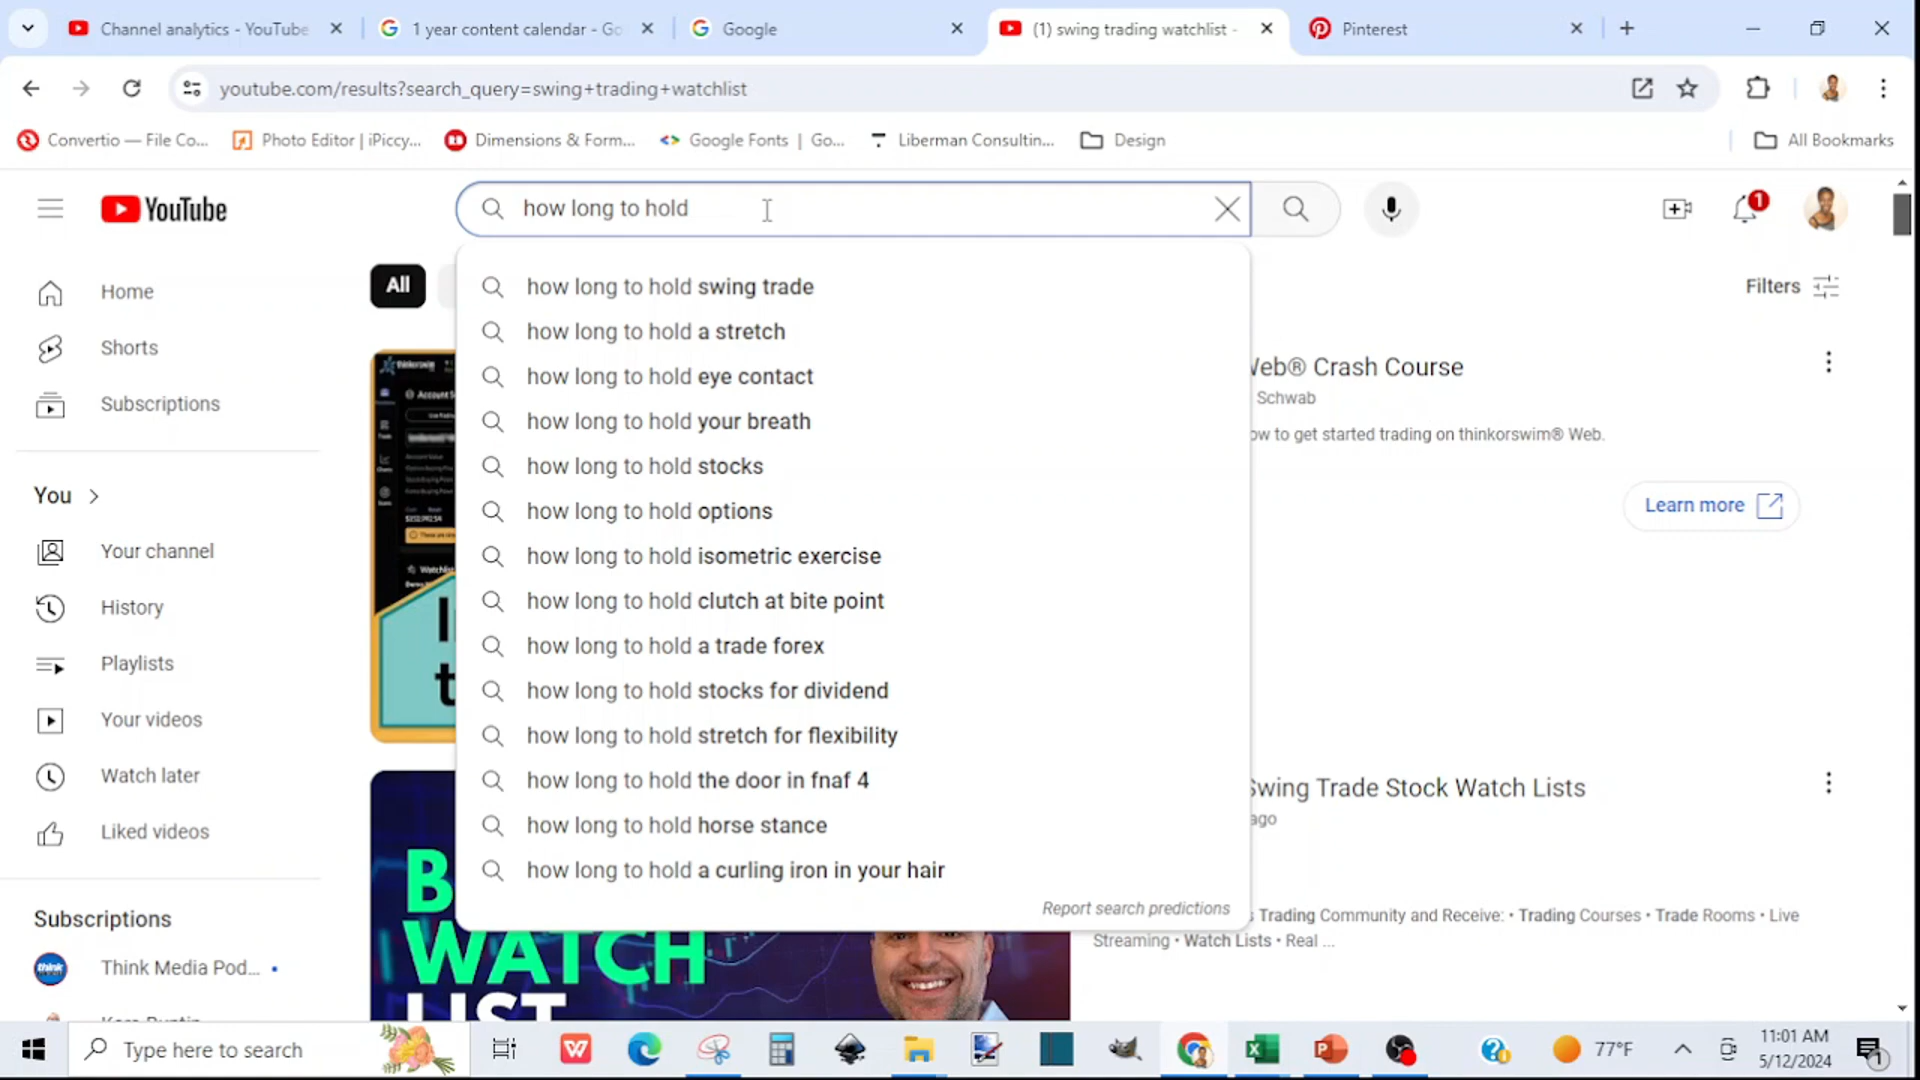 Channel analytics - YouTube
1 year content calendar - Go
Google
(1) swing trading watchlist -
Pinterest
youtube.com/results?search_query=swing+trading+watchlist
Convertio — File Co...
Photo Editor | iPiccy...
Dimensions & Form...
Google Fonts | Go...
Liberman Consultin...
Design
All Bookmarks
YouTube
how long to hold
1
Home
Shorts
Subscriptions
You
Your channel
History
Playlists
Your videos
Watch later
Liked videos
Subscriptions
Think Media Pod...
All
Filters
how long to hold swing trade
how long to hold a stretch
how long to hold eye contact
how long to hold your breath
how long to hold stocks
how long to hold options
how long to hold isometric exercise
how long to hold clutch at bite point
how long to hold a trade forex
how long to hold stocks for dividend
how long to hold stretch for flexibility
how long to hold the door in fnaf 4
how long to hold horse stance
how long to hold a curling iron in your hair
Report search predictions
thinkorswim
Web® Crash Course
Schwab
ow to get started trading on thinkorswim® Web.
Learn more
Swing Trade Stock Watch Lists
ago
Trading Community and Receive: • Trading Courses • Trade Rooms • Live
Streaming • Watch Lists • Real ...
WATCH
LIST
Type here to search
77°F
11:01 AM
5/12/2024
1